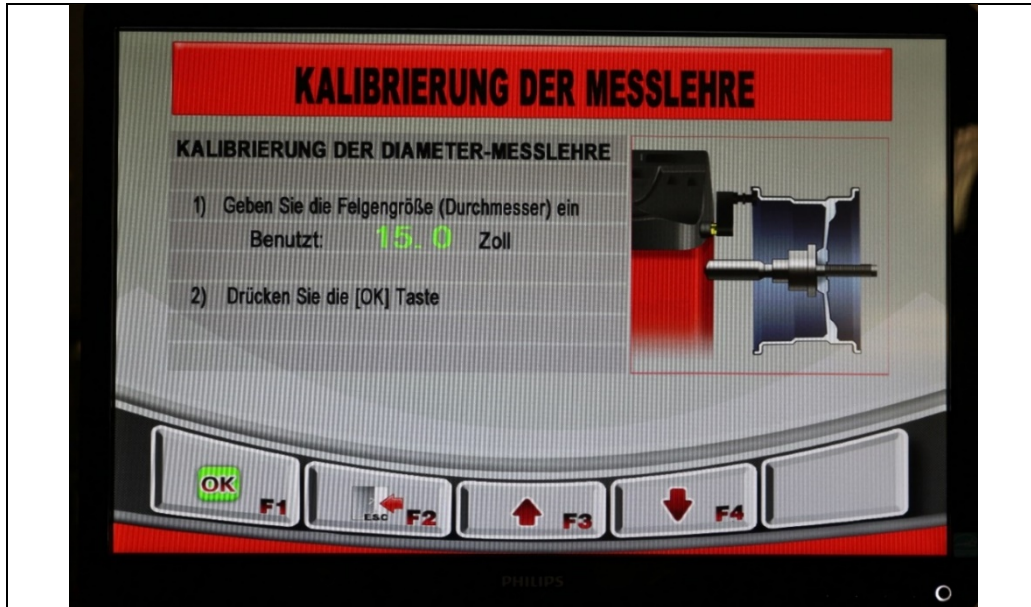 KALIBRIERUNG DER MESSLEHRE
KALIBRIERUNG DER DIAMETER-MESSLEHRE
1) Geben Sie die Felgengröße (Durchmesser) ein
Benutzt: 15.0 Zoll
2) Drücken Sie die [OK] Taste
OK F1
ESC F2
F3
F4
PHILIPS